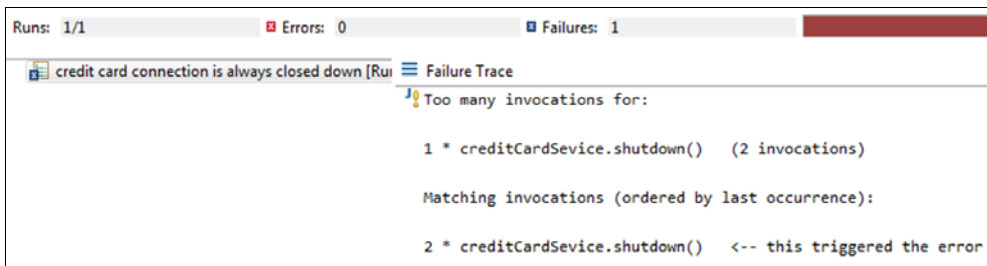 Runs: 1/1 Errors: 0 Failures: 1
credit card connection is always closed down [Ru
Failure Trace
Too many invocations for:
1 * creditCardSevice.shutdown() (2 invocations)
Matching invocations (ordered by last occurrence):
2 * creditCardSevice.shutdown() <-- this triggered the error